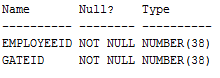 Name       Null?    Type
---------- -------- ----------
EMPLOYEEID NOT NULL NUMBER(38)
GATEID     NOT NULL NUMBER(38)